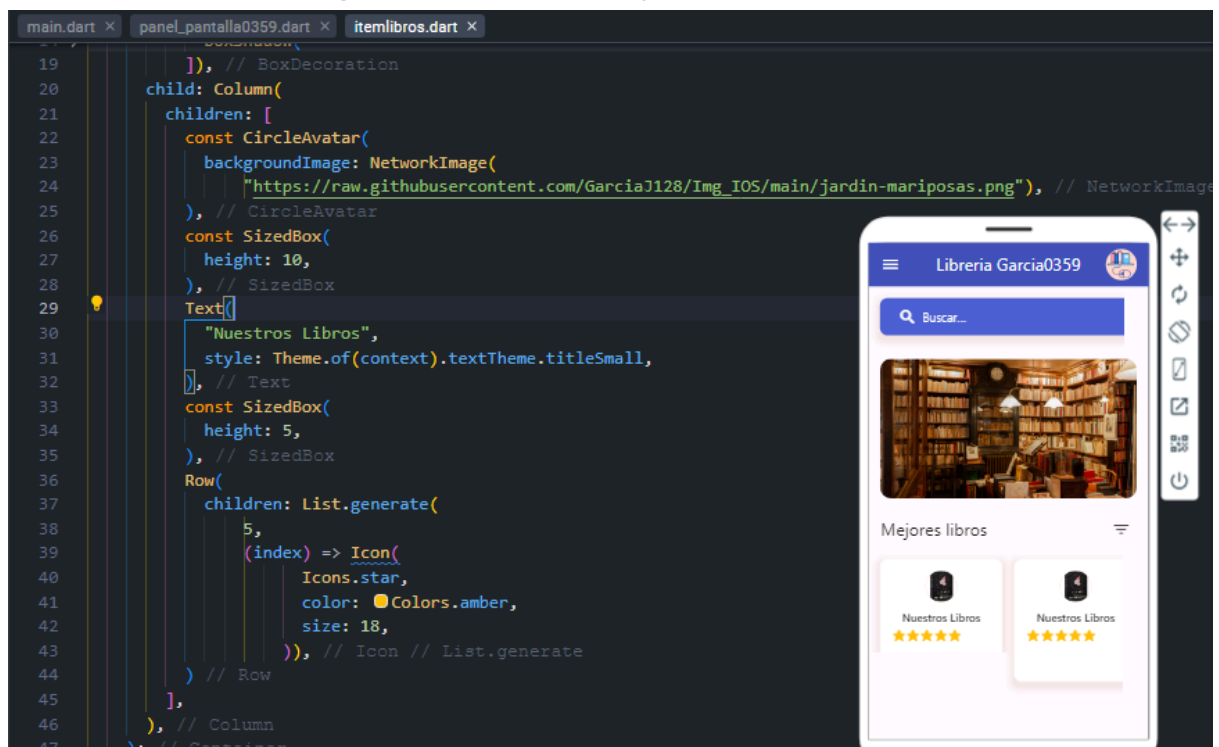 main.dart × panel_pantalla0359.dart × itemlibros.dart ×
19 ]), // BoxDecoration
20 child: Column(
21 children: [
22 const CircleAvatar(
23 backgroundImage: NetworkImage(
24 "https://raw.githubusercontent.com/GarciaJ128/Img_IOS/main/jardin-mariposas.png"), // NetworkImage
25 ), // CircleAvatar
26 const SizedBox(
27 height: 10,
28 ), // SizedBox
29 Text(
30 "Nuestros Libros",
31 style: Theme.of(context).textTheme.titleSmall,
32 ), // Text
33 const SizedBox(
34 height: 5,
35 ), // SizedBox
36 Row(
37 children: List.generate(
38 5,
39 (index) => Icon(
40 Icons.star,
41 color: Colors.amber,
42 size: 18,
43 )), // Icon // List.generate
44 ) // Row
45 ],
46 ), // Column
47 ); // Container
Libreria Garcia0359
Buscar...
Mejores libros
Nuestros Libros
Nuestros Libros